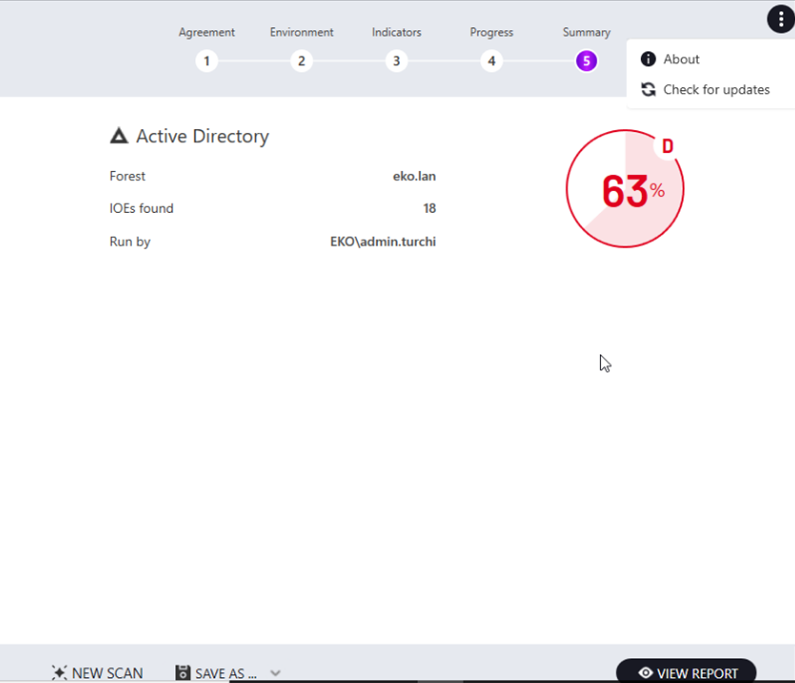 Agreement Environment Indicators Progress Summary
1 2 3 4 5
About
Check for updates
Active Directory
Forest eko.lan
IOEs found 18
Run by EKO\admin.turchi
D
63%
NEW SCAN SAVE AS ... VIEW REPORT